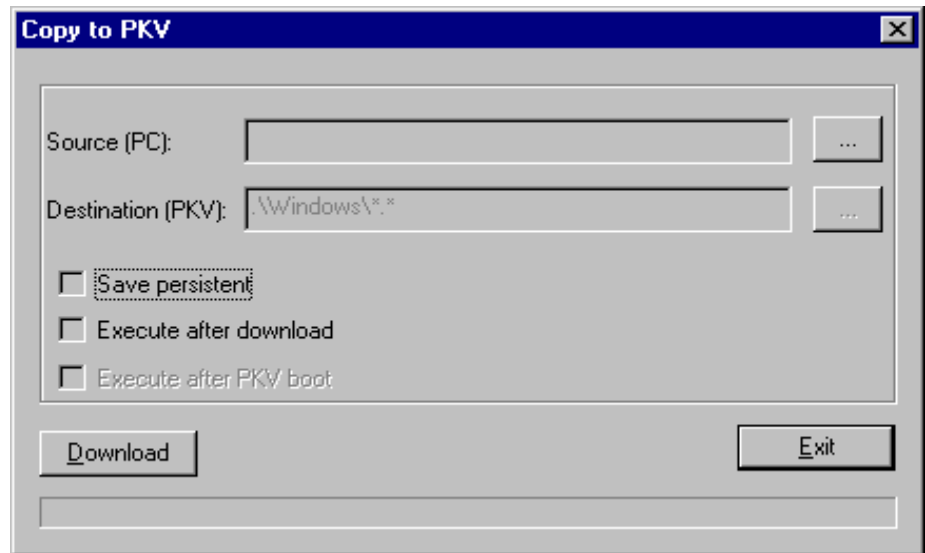 Copy to PKV
Source (PC):
...
Destination (PKV): .\Windows\*.*
...
Save persistent
Execute after download
Execute after PKV boot
Download
Exit